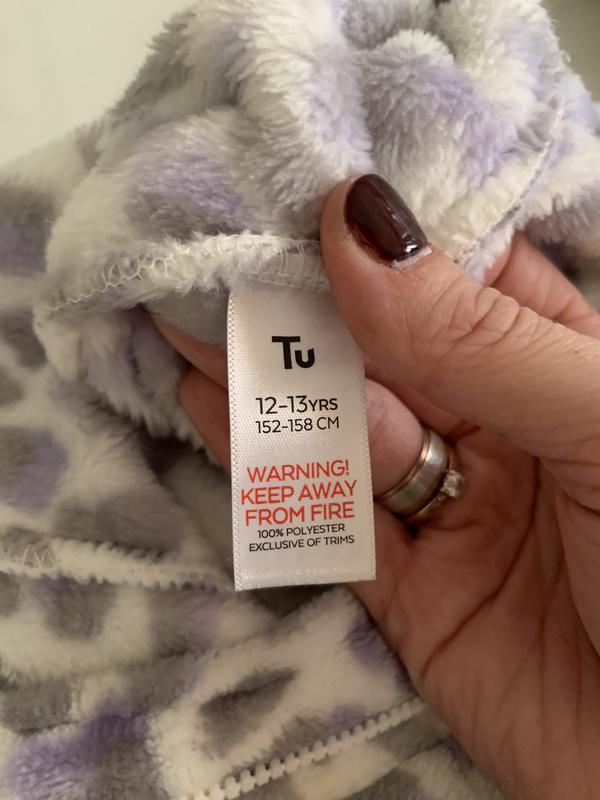 Tu
12-13YRS
152-158 CM
WARNING!
KEEP AWAY
FROM FIRE
100% POLYESTER
EXCLUSIVE OF TRIMS